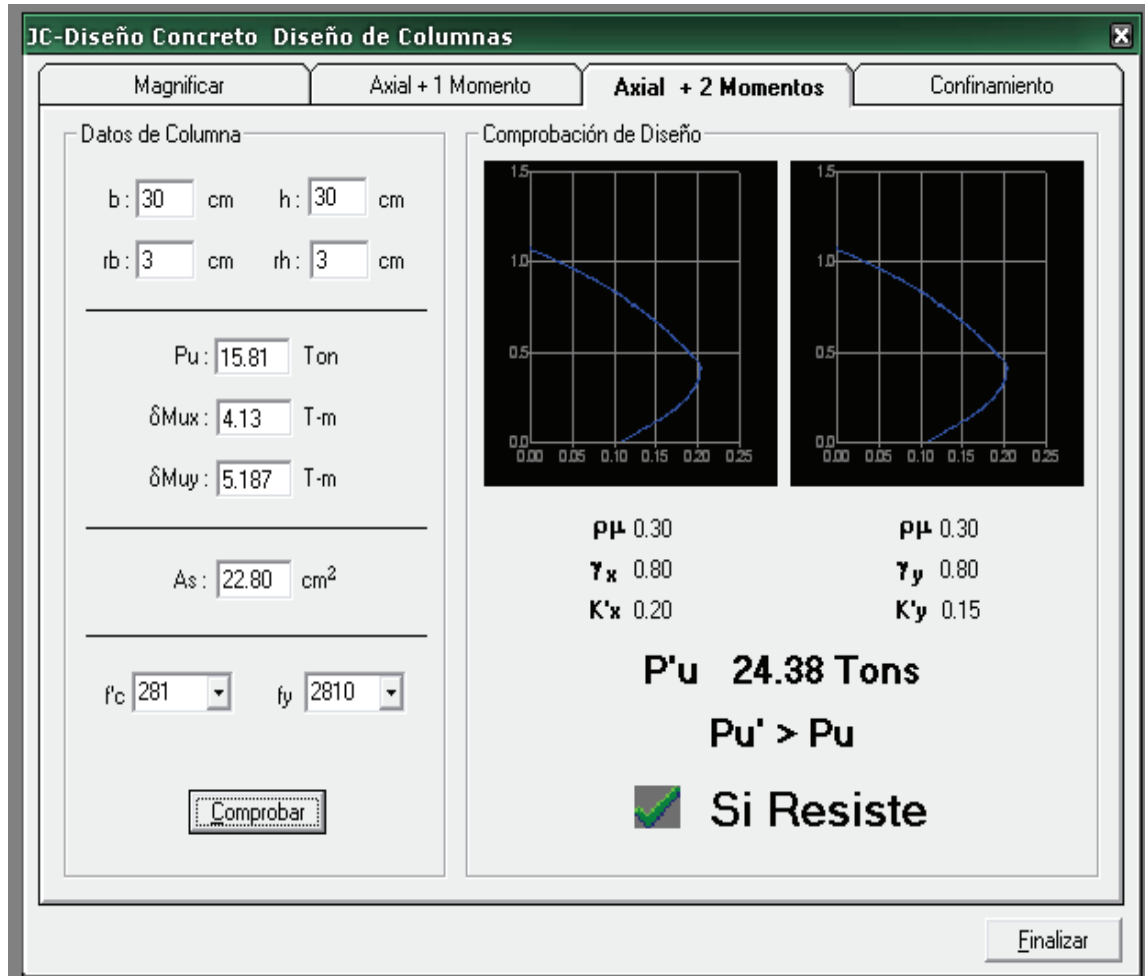 JC-Diseño Concreto Diseño de Columnas
Magnificar
Axial + 1 Momento
Axial + 2 Momentos
Confinamiento
Datos de Columna
b: 30 cm h: 30 cm
rb: 3 cm rh: 3 cm
Pu: 15.81 Ton
δMux: 4.13 T-m
δMuy: 5.187 T-m
As: 22.80 cm²
f'c 281 fy 2810
Comprobar
Comprobación de Diseño
1.5
1.0
0.5
0.0
0.00 0.05 0.10 0.15 0.20 0.25
1.5
1.0
0.5
0.0
0.00 0.05 0.10 0.15 0.20 0.25
ρμ 0.30 ρμ 0.30
γx 0.80 γy 0.80
K'x 0.20 K'y 0.15
P'u 24.38 Tons
Pu' > Pu
Si Resiste
Finalizar